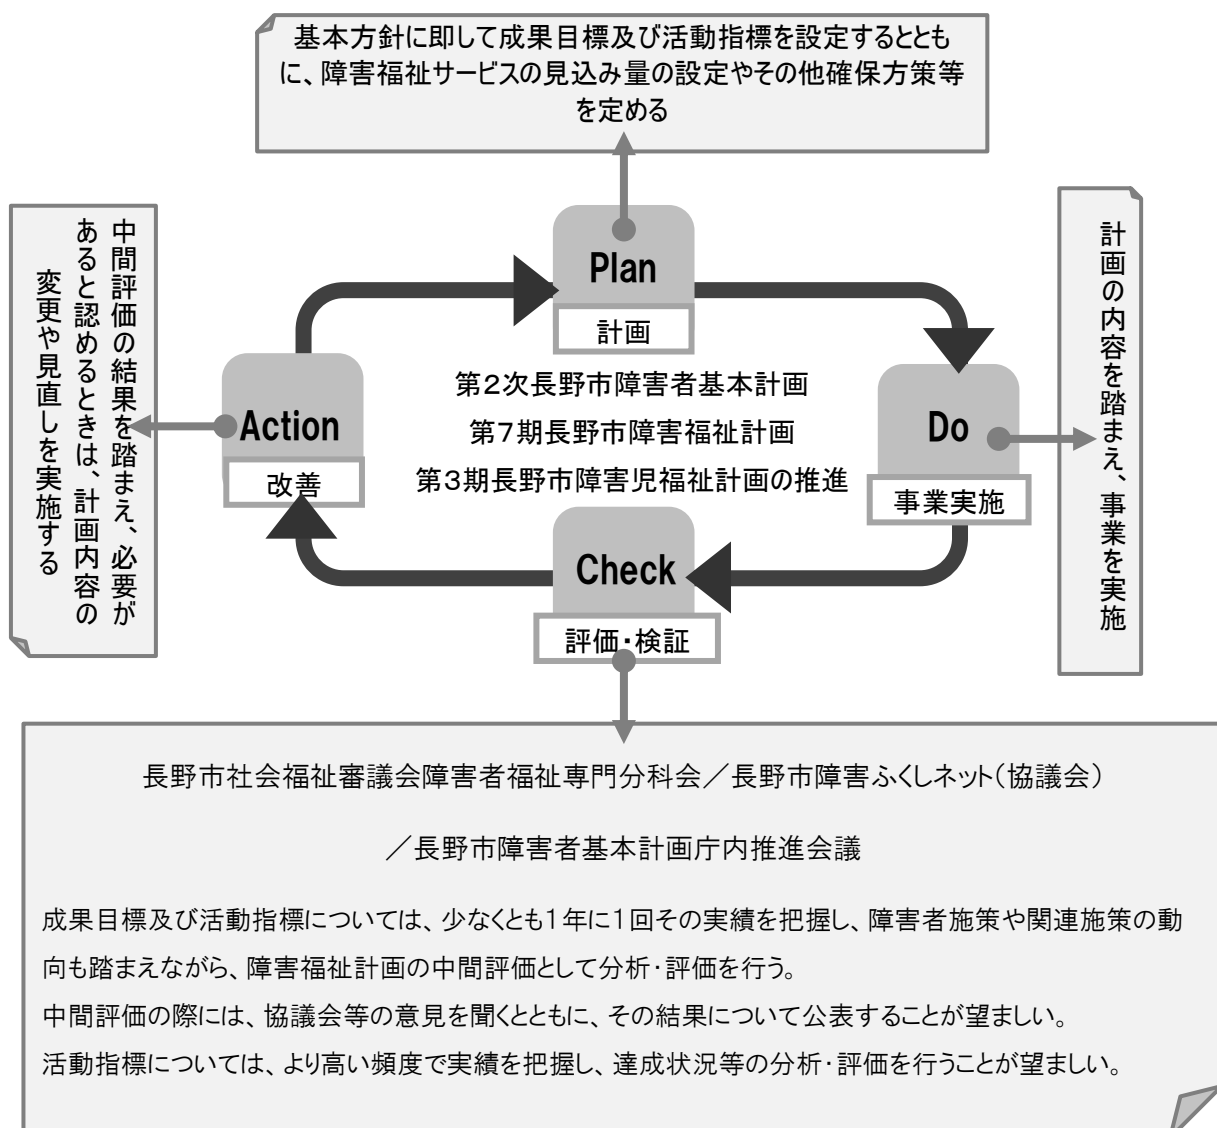 基本方針に即して成果目標及び活動指標を設定するととも
に、障害福祉サービスの見込み量の設定やその他確保方策等
を定める
Plan
計画
中間評価の結果を踏まえ、必要が
あると認めるときは、計画内容の
変更や見直しを実施する
Action
改善
第2次長野市障害者基本計画
第7期長野市障害福祉計画
第3期長野市障害児福祉計画の推進
Do
事業実施
計画の内容を踏まえ、事業を実施
Check
評価・検証
長野市社会福祉審議会障害者福祉専門分科会／長野市障害ふくしネット（協議会）
／長野市障害者基本計画庁内推進会議
成果目標及び活動指標については、少なくとも1年に1回その実績を把握し、障害者施策や関連施策の動
向も踏まえながら、障害福祉計画の中間評価として分析・評価を行う。
中間評価の際には、協議会等の意見を聞くとともに、その結果について公表することが望ましい。
活動指標については、より高い頻度で実績を把握し、達成状況等の分析・評価を行うことが望ましい。